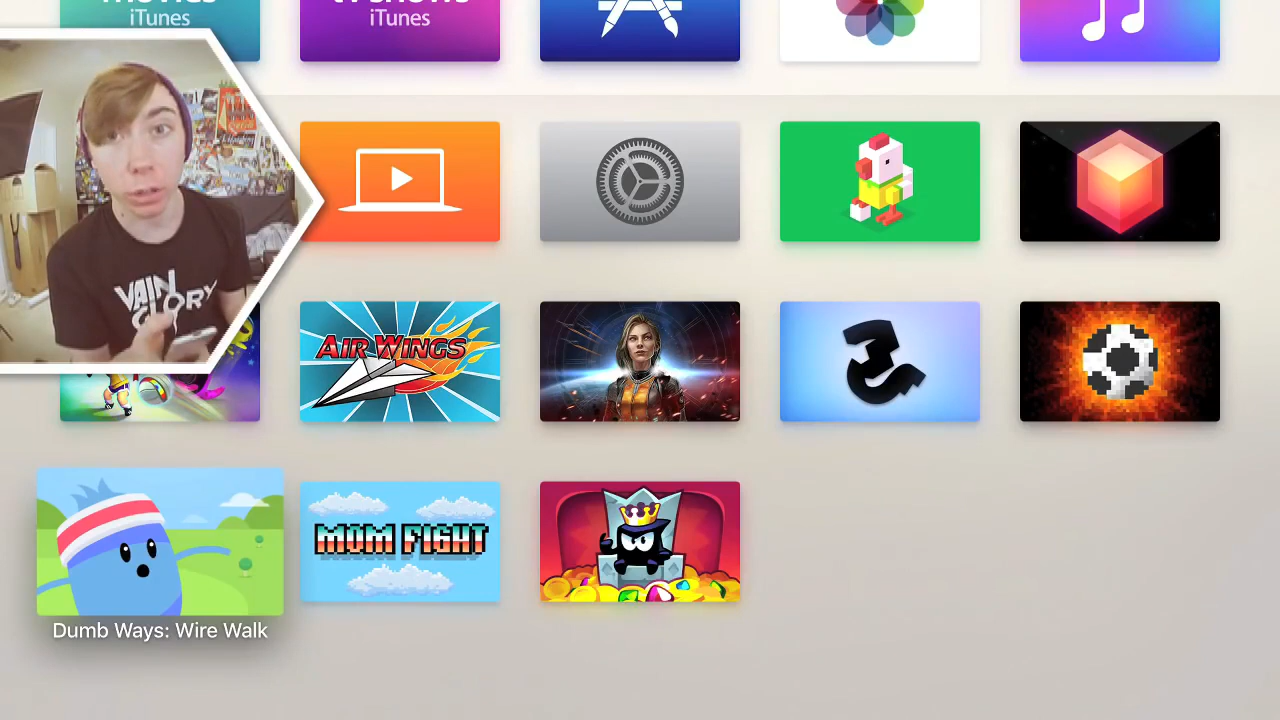 iTunes
iTunes
VAIN
GLORY
AIR WINGS
MOM FIGHT
Dumb Ways: Wire Walk